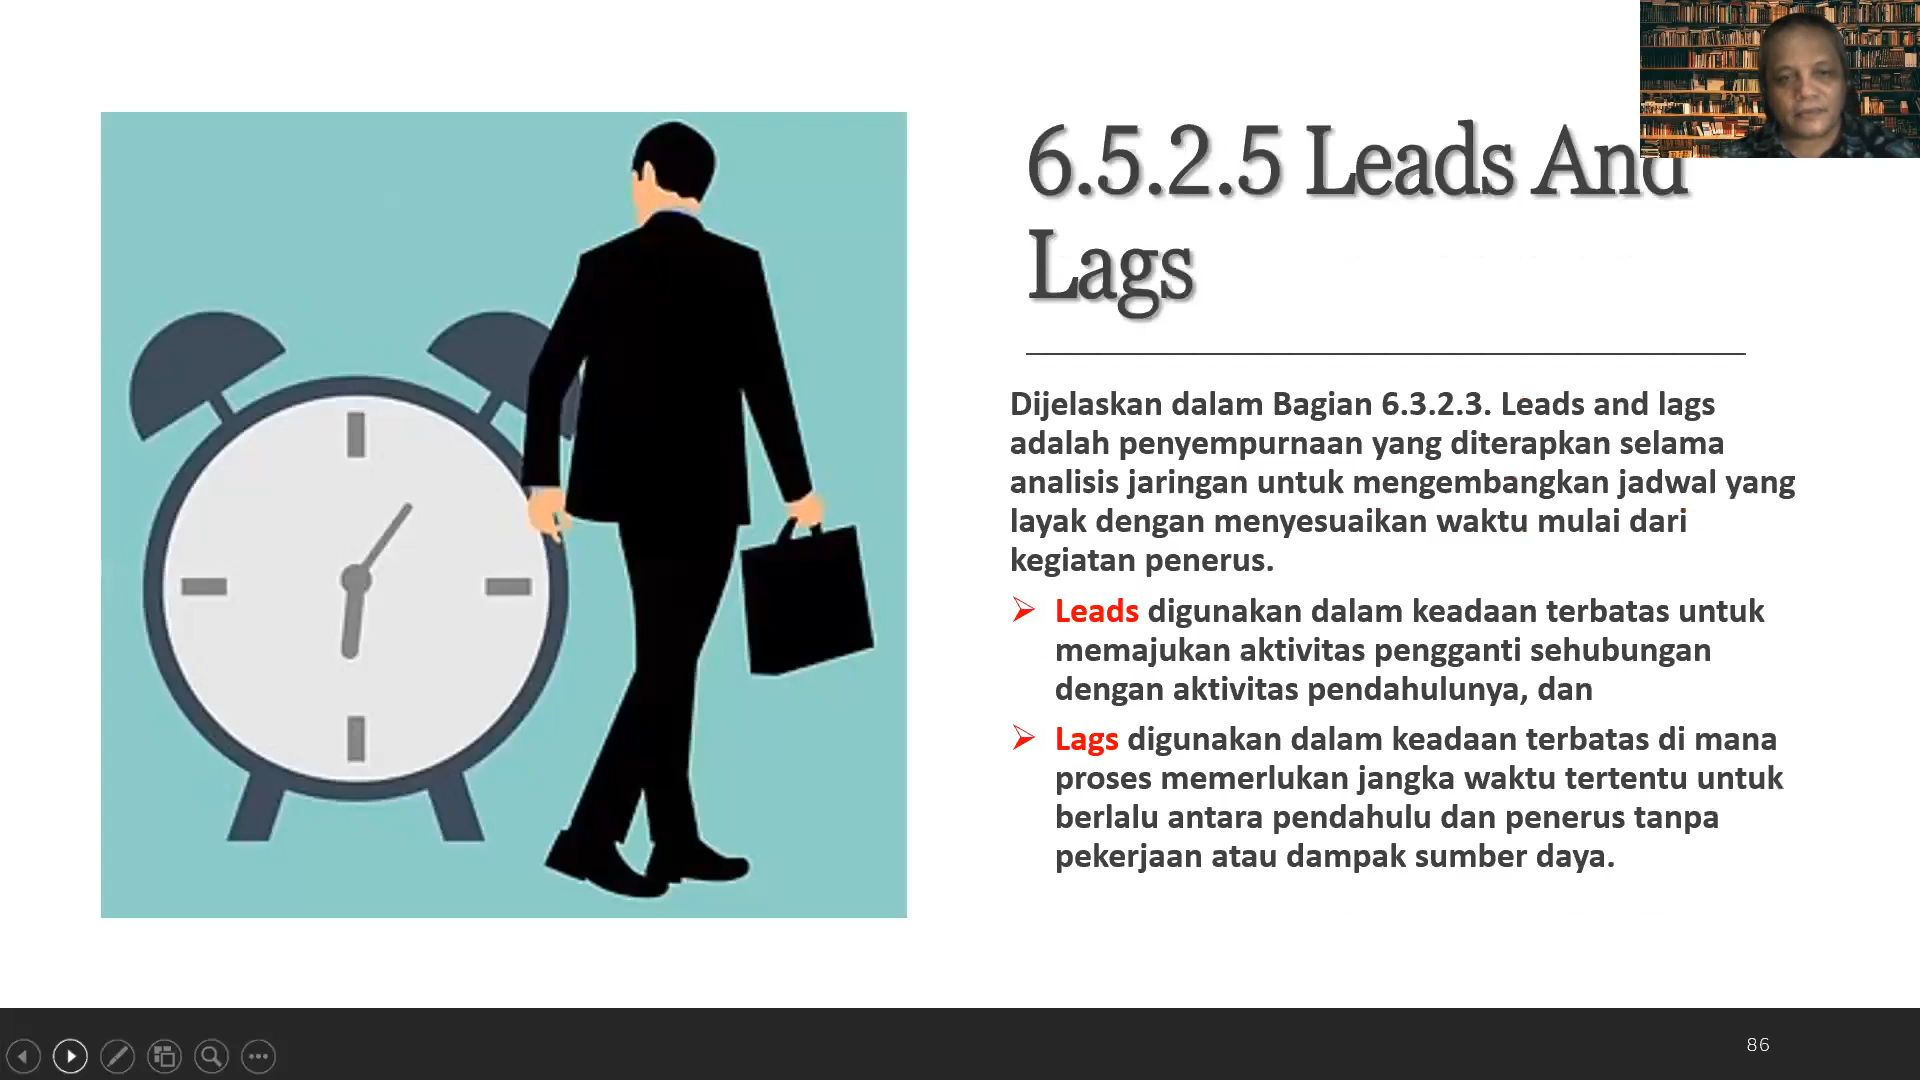 6.5.2.5 Leads And
Lags
Dijelaskan dalam Bagian 6.3.2.3. Leads and lags
adalah penyempurnaan yang diterapkan selama
analisis jaringan untuk mengembangkan jadwal yang
layak dengan menyesuaikan waktu mulai dari
kegiatan penerus.
Leads digunakan dalam keadaan terbatas untuk
memajukan aktivitas pengganti sehubungan
dengan aktivitas pendahulunya, dan
Lags digunakan dalam keadaan terbatas di mana
proses memerlukan jangka waktu tertentu untuk
berlalu antara pendahulu dan penerus tanpa
pekerjaan atau dampak sumber daya.
86